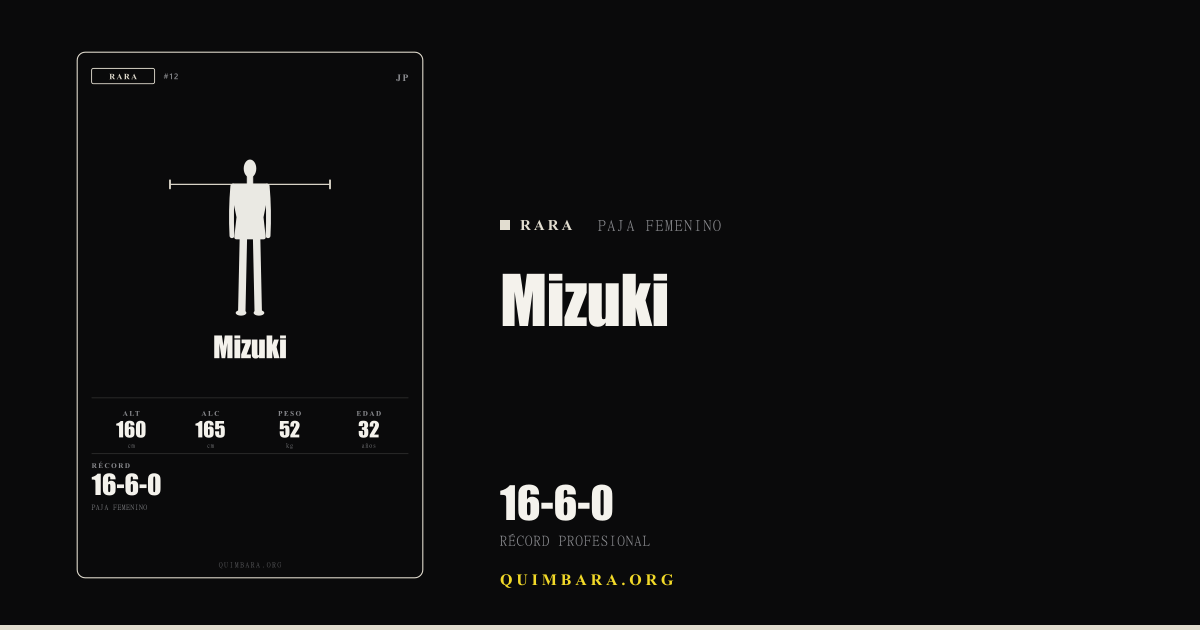 RARA #12 JP
Mizuki
ALT ALC PESO EDAD
160 165 52 32
cm cm kg años
RÉCORD
16-6-0
PAJA FEMENINO
QUIMBARA.ORG
RARA PAJA FEMENINO
Mizuki
16-6-0
RÉCORD PROFESIONAL
QUIMBARA.ORG